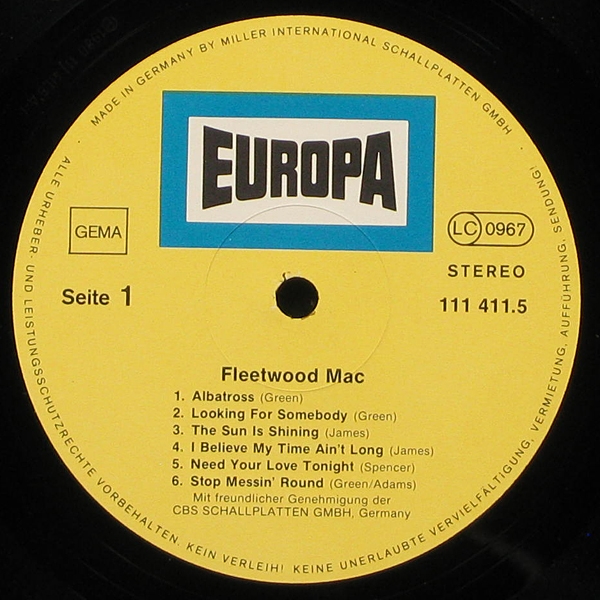 MADE IN GERMANY BY MILLER INTERNATIONAL SCHALLPLATTEN GMBH
EUROPA
GEMA
LC 0967
STEREO
Seite 1
111 411.5
Fleetwood Mac
1. Albatross (Green)
2. Looking For Somebody (Green)
3. The Sun Is Shining (James)
4. I Believe My Time Ain't Long (James)
5. Need Your Love Tonight (Spencer)
6. Stop Messin' Round (Green/Adams)
Mit freundlicher Genehmigung der
CBS SCHALLPLATTEN GMBH, Germany
ALLE URHEBER- UND LEISTUNGSSCHUTZRECHTE VORBEHALTEN. KEIN VERLEIH! KEINE UNERLAUBTE VERVIELFÄLTIGUNG, VERMIETUNG, AUFFÜHRUNG, SENDUNG!